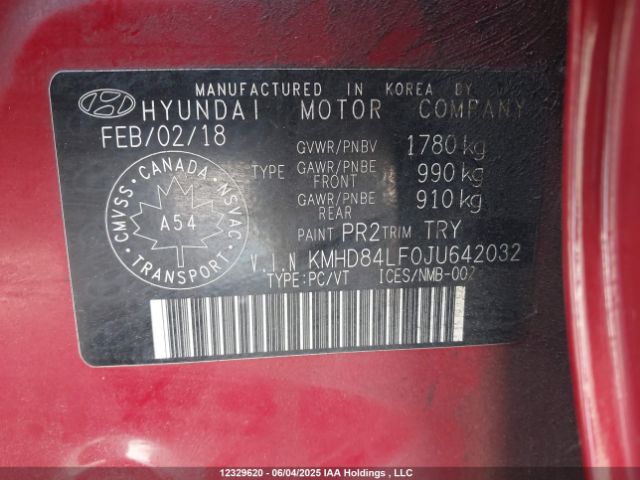 MANUFACTURED IN KOREA BY
HYUNDAI MOTOR COMPANY
FEB/02/18
GVWR/PNBV 1780 kg
TYPE GAWR/PNBE FRONT 990 kg
GAWR/PNBE REAR 910 kg
CANADA
CMVSS NSVAC
A54
TRANSPORT
PAINT PR2 TRIM TRY
V.I.N KMHD84LF0JU642032
TYPE:PC/VT ICES/NMB-002
12329620 - 06/04/2025 IAA Holdings , LLC